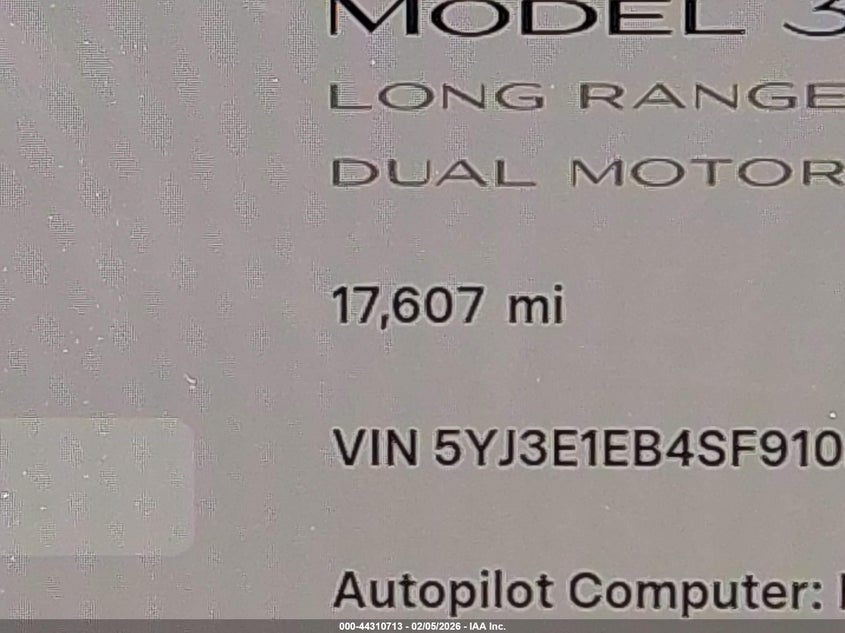 MODEL 3
LONG RANGE
DUAL MOTOR
17,607 mi
VIN 5YJ3E1EB4SF910
Autopilot Computer:
000-44310713 - 02/05/2026 - IAA Inc.